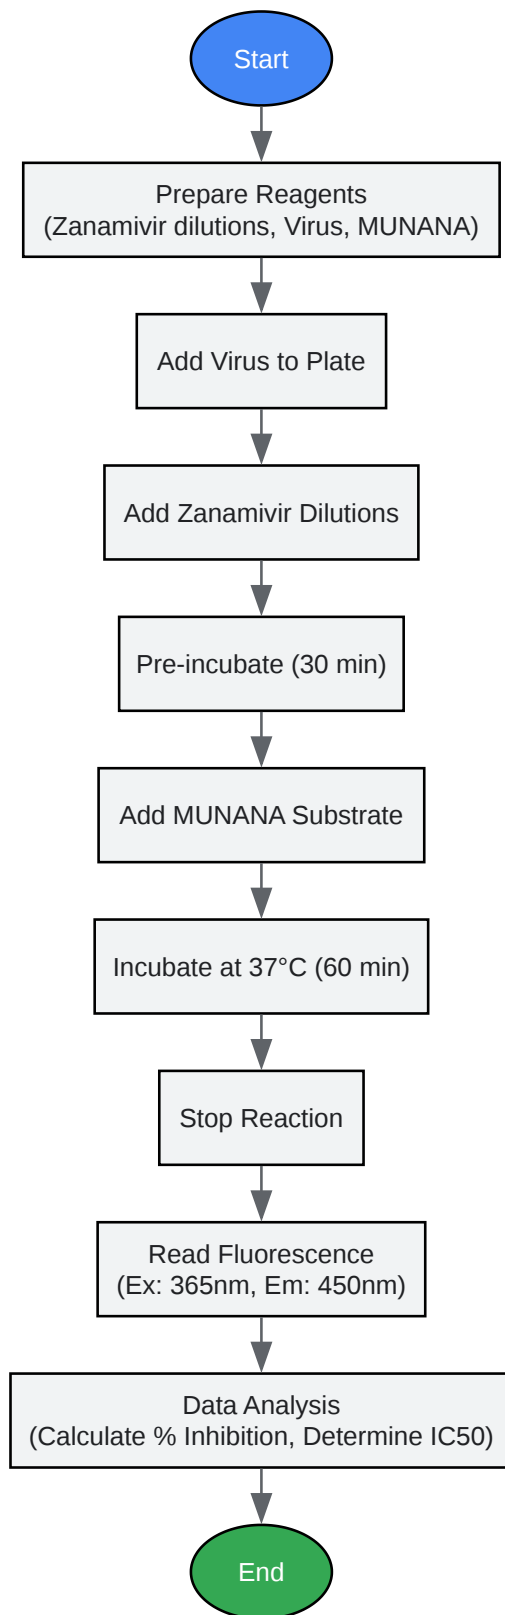 Start
Prepare Reagents
(Zanamivir dilutions, Virus, MUNANA)
Add Virus to Plate
Add Zanamivir Dilutions
Pre-incubate (30 min)
Add MUNANA Substrate
Incubate at 37°C (60 min)
Stop Reaction
Read Fluorescence
(Ex: 365nm, Em: 450nm)
Data Analysis
(Calculate % Inhibition, Determine IC50)
End